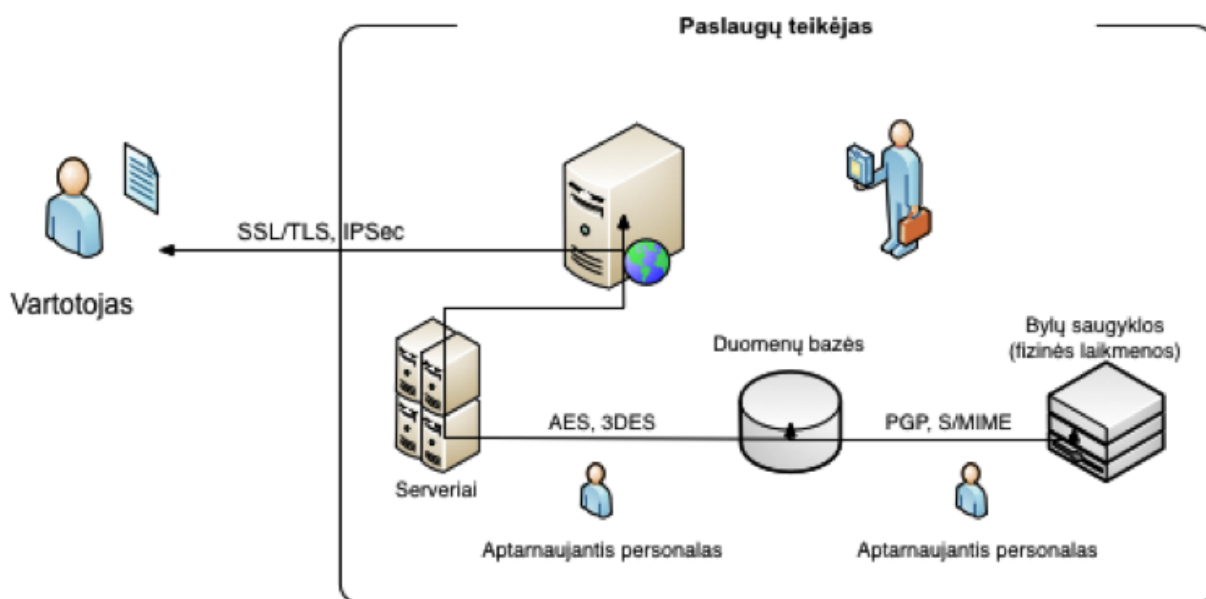 Paslaugų teikėjas
SSL/TLS, IPSec
Vartotojas
Duomenų bazės
Bylų saugyklos
(fizinės laikmenos)
AES, 3DES
PGP, S/MIME
Serveriai
Aptarnaujantis personalas
Aptarnaujantis personalas